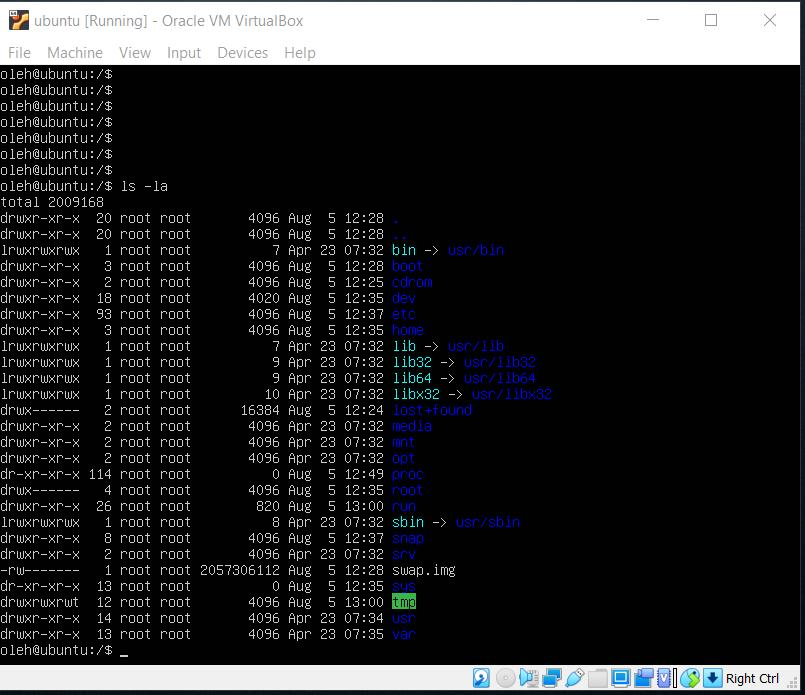 ubuntu [Running] - Oracle VM VirtualBox
File Machine View Input Devices Help
oleh@ubuntu:/$
oleh@ubuntu:/$
oleh@ubuntu:/$
oleh@ubuntu:/$
oleh@ubuntu:/$
oleh@ubuntu:/$
oleh@ubuntu:/$
oleh@ubuntu:/$ ls -la
total 2009168
drwxr-xr-x  20 root root       4096 Aug  5 12:28 .
drwxr-xr-x  20 root root       4096 Aug  5 12:28 ..
lrwxrwxrwx   1 root root          7 Apr 23 07:32 bin -> usr/bin
drwxr-xr-x   3 root root       4096 Aug  5 12:28 boot
drwxr-xr-x   2 root root       4096 Aug  5 12:25 cdrom
drwxr-xr-x  18 root root       4020 Aug  5 12:35 dev
drwxr-xr-x  93 root root       4096 Aug  5 12:37 etc
drwxr-xr-x   3 root root       4096 Aug  5 12:35 home
lrwxrwxrwx   1 root root          7 Apr 23 07:32 lib -> usr/lib
lrwxrwxrwx   1 root root          9 Apr 23 07:32 lib32 -> usr/lib32
lrwxrwxrwx   1 root root          9 Apr 23 07:32 lib64 -> usr/lib64
lrwxrwxrwx   1 root root         10 Apr 23 07:32 libx32 -> usr/libx32
drwx------   2 root root      16384 Aug  5 12:24 lost+found
drwxr-xr-x   2 root root       4096 Apr 23 07:32 media
drwxr-xr-x   2 root root       4096 Apr 23 07:32 mnt
drwxr-xr-x   2 root root       4096 Apr 23 07:32 opt
dr-xr-xr-x 114 root root          0 Aug  5 12:49 proc
drwx------   4 root root       4096 Aug  5 12:35 root
drwxr-xr-x  26 root root        820 Aug  5 13:00 run
lrwxrwxrwx   1 root root          8 Apr 23 07:32 sbin -> usr/sbin
drwxr-xr-x   8 root root       4096 Aug  5 12:37 snap
drwxr-xr-x   2 root root       4096 Apr 23 07:32 srv
-rw-------   1 root root 2057306112 Aug  5 12:28 swap.img
dr-xr-xr-x  13 root root          0 Aug  5 12:35 sys
drwxrwxrwt  12 root root       4096 Aug  5 13:00 tmp
drwxr-xr-x  14 root root       4096 Apr 23 07:34 usr
drwxr-xr-x  13 root root       4096 Apr 23 07:35 var
oleh@ubuntu:/$ _
Right Ctrl